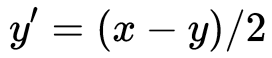 y′ = (x − y)/2